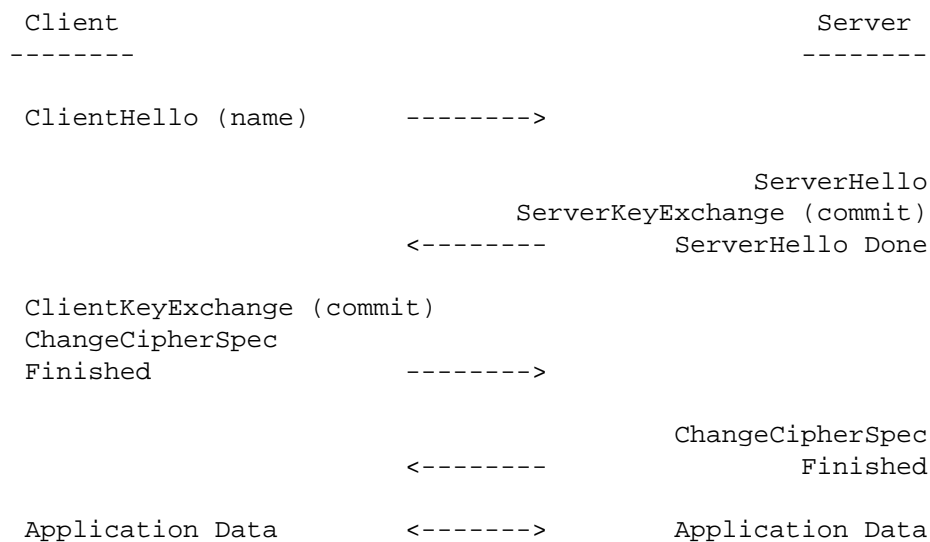 Client                                            Server
--------                                          --------
ClientHello (name)       -------->
ServerHello
ServerKeyExchange (commit)
<--------        ServerHello Done
ClientKeyExchange (commit)
ChangeCipherSpec
Finished                 -------->
ChangeCipherSpec
<--------                Finished
Application Data         <------->        Application Data